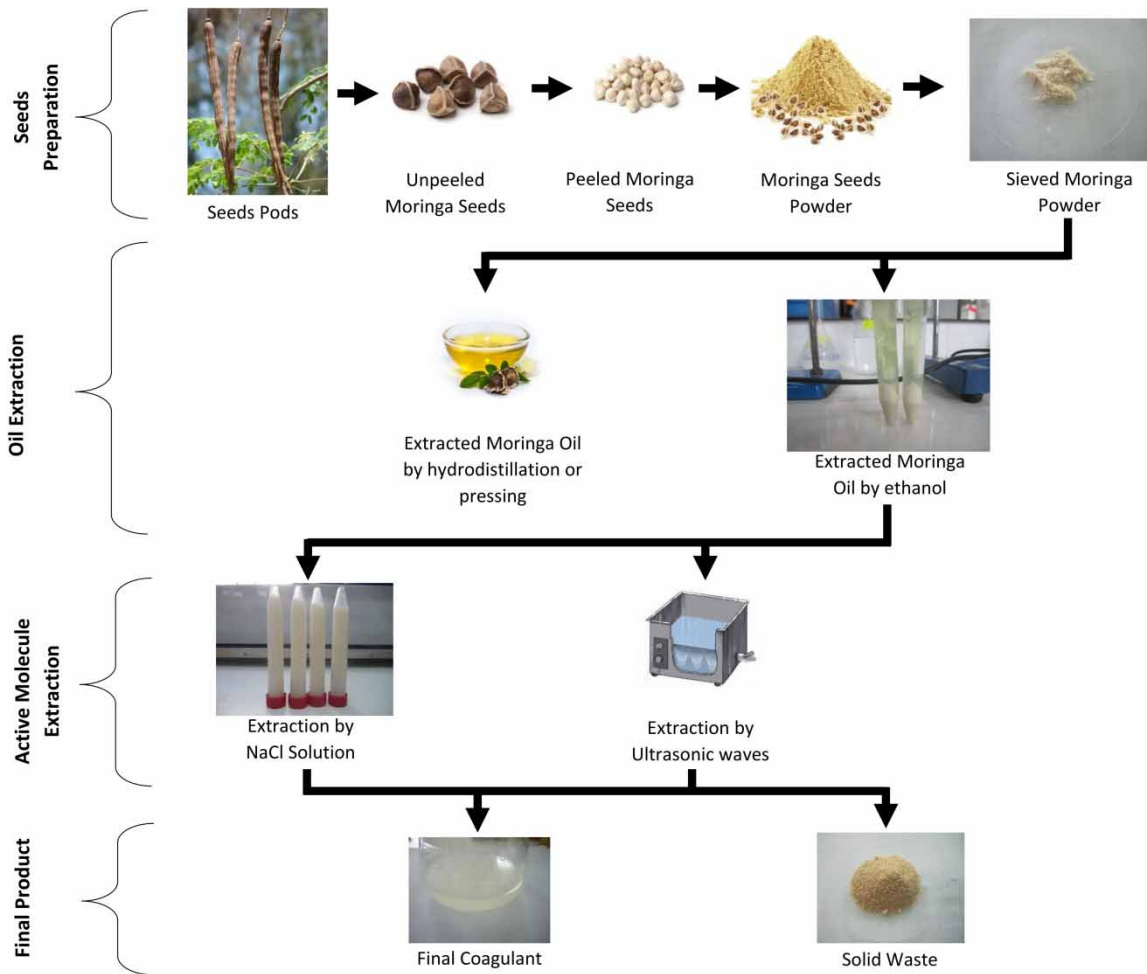 Seeds
Preparation
Seeds Pods
Unpeeled
Moringa Seeds
Peeled Moringa
Seeds
Moringa Seeds
Powder
Sieved Moringa
Powder
Oil Extraction
Extracted Moringa Oil
by hydrodistillation or
pressing
Extracted Moringa
Oil by ethanol
Active Molecule
Extraction
Extraction by
NaCl Solution
Extraction by
Ultrasonic waves
Final Product
Final Coagulant
Solid Waste